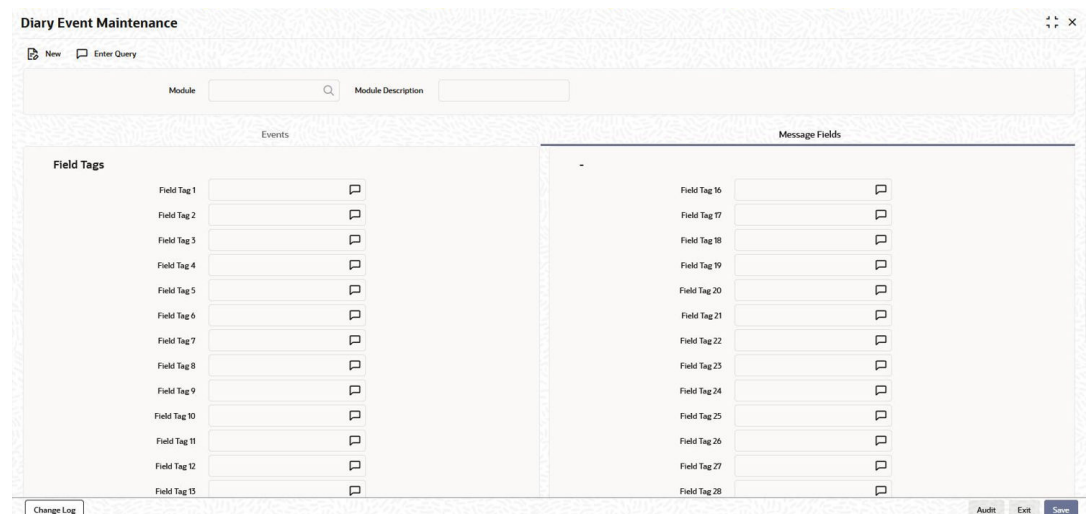 Diary Event Maintenance
New Enter Query
Module Module Description
Events Message Fields
Field Tags -
Field Tag 1 Field Tag 16
Field Tag 2 Field Tag 17
Field Tag 3 Field Tag 18
Field Tag 4 Field Tag 19
Field Tag 5 Field Tag 20
Field Tag 6 Field Tag 21
Field Tag 7 Field Tag 22
Field Tag 8 Field Tag 23
Field Tag 9 Field Tag 24
Field Tag 10 Field Tag 25
Field Tag 11 Field Tag 26
Field Tag 12 Field Tag 27
Field Tag 13 Field Tag 28
Change Log Audit Exit Save